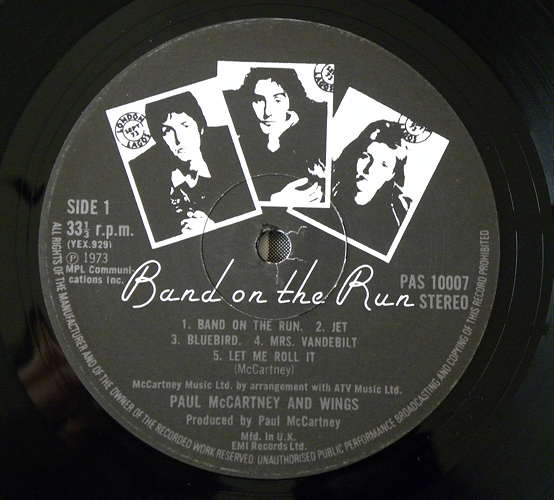 LONDON
SEPT
73
LAGOS
SIDE 1
33⅓ r.p.m.
(YEX.929)
℗ 1973
MPL Communi-
cations Inc.
PAS 10007
STEREO
Band on the Run
1. BAND ON THE RUN. 2. JET
3. BLUEBIRD. 4. MRS. VANDEBILT
5. LET ME ROLL IT
(McCartney)
McCartney Music Ltd. by arrangement with ATV Music Ltd.
PAUL McCARTNEY AND WINGS
Produced by Paul McCartney
Mfd. in U.K.
EMI Records Ltd.
ALL RIGHTS OF THE MANUFACTURER AND OF THE OWNER OF THE RECORDED WORK RESERVED UNAUTHORISED PUBLIC PERFORMANCE BROADCASTING AND COPYING OF THIS RECORD PROHIBITED